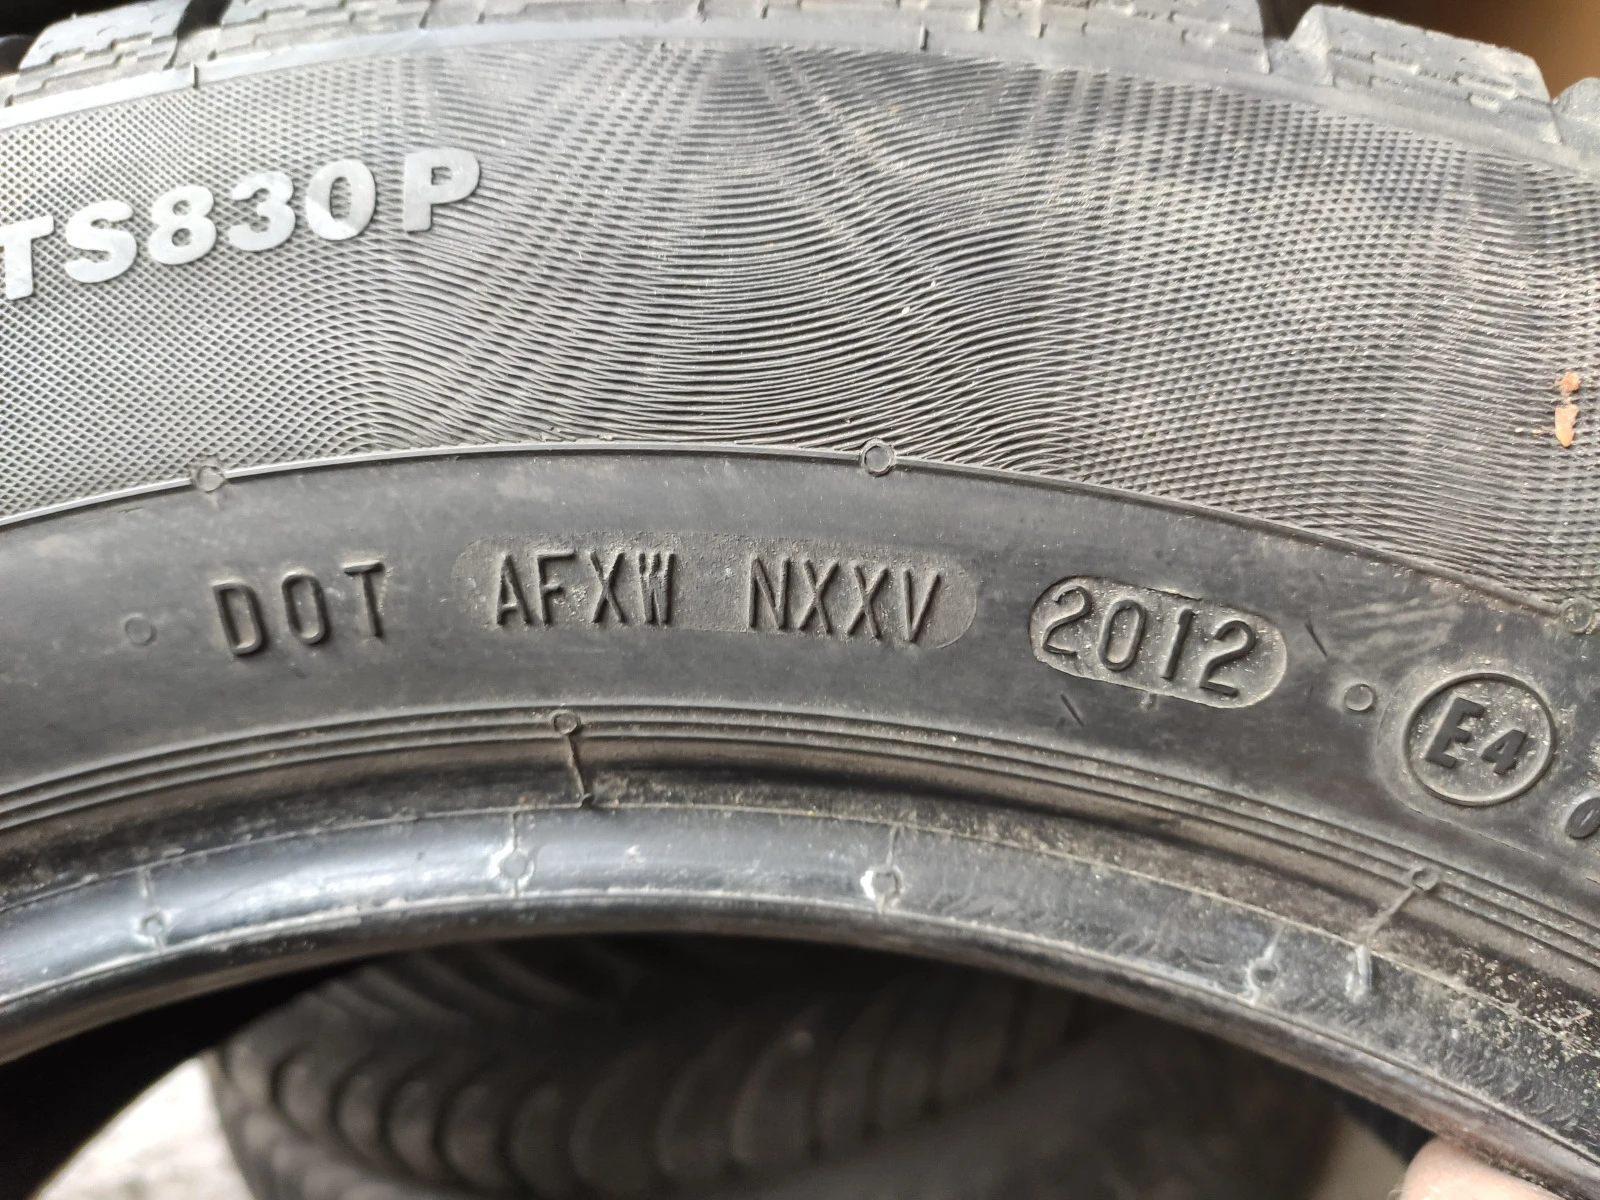 TS830P
DOT AFXW NXXV 2012 E4